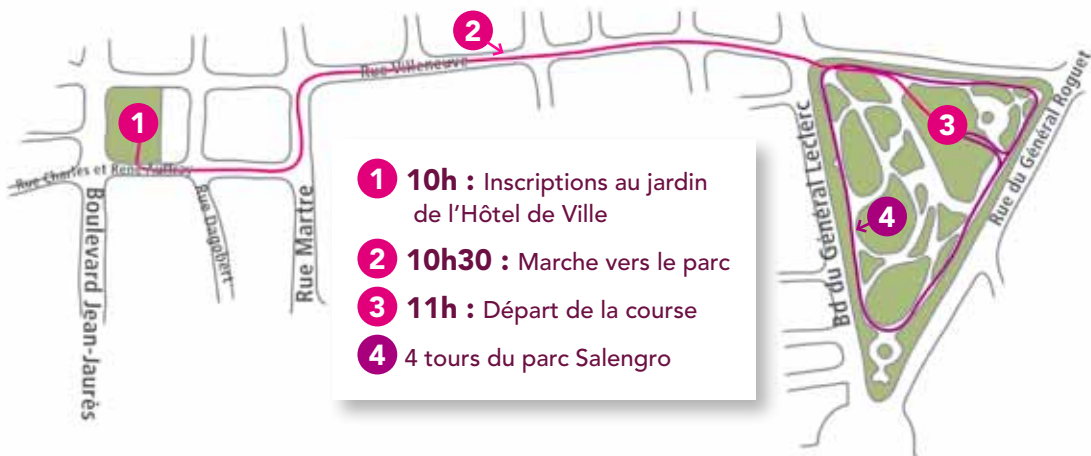 2
Rue Villeneuve
1
3
Rue Charles et René Auffray
Boulevard Jean-Jaurès
Rue Dagobert
Rue Martre
4
Bd du Général Leclerc
Rue du Général Roguet
1 10h : Inscriptions au jardin
de l'Hôtel de Ville
2 10h30 : Marche vers le parc
3 11h : Départ de la course
4 4 tours du parc Salengro